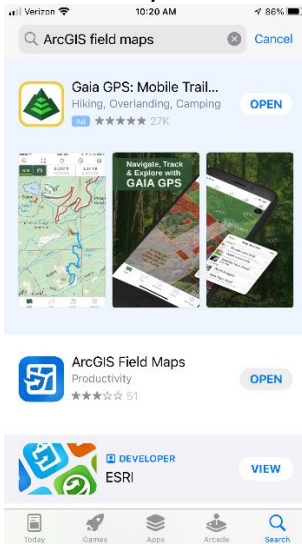 Verizon 10:20 AM 86%
ArcGIS field maps Cancel
Gaia GPS: Mobile Trail...
Hiking, Overlanding, Camping
Ad 27K
OPEN
Navigate, Track
& Explore with
GAIA GPS
ArcGIS Field Maps
Productivity
51
OPEN
DEVELOPER
ESRI
VIEW
Today Games Apps Arcade Search